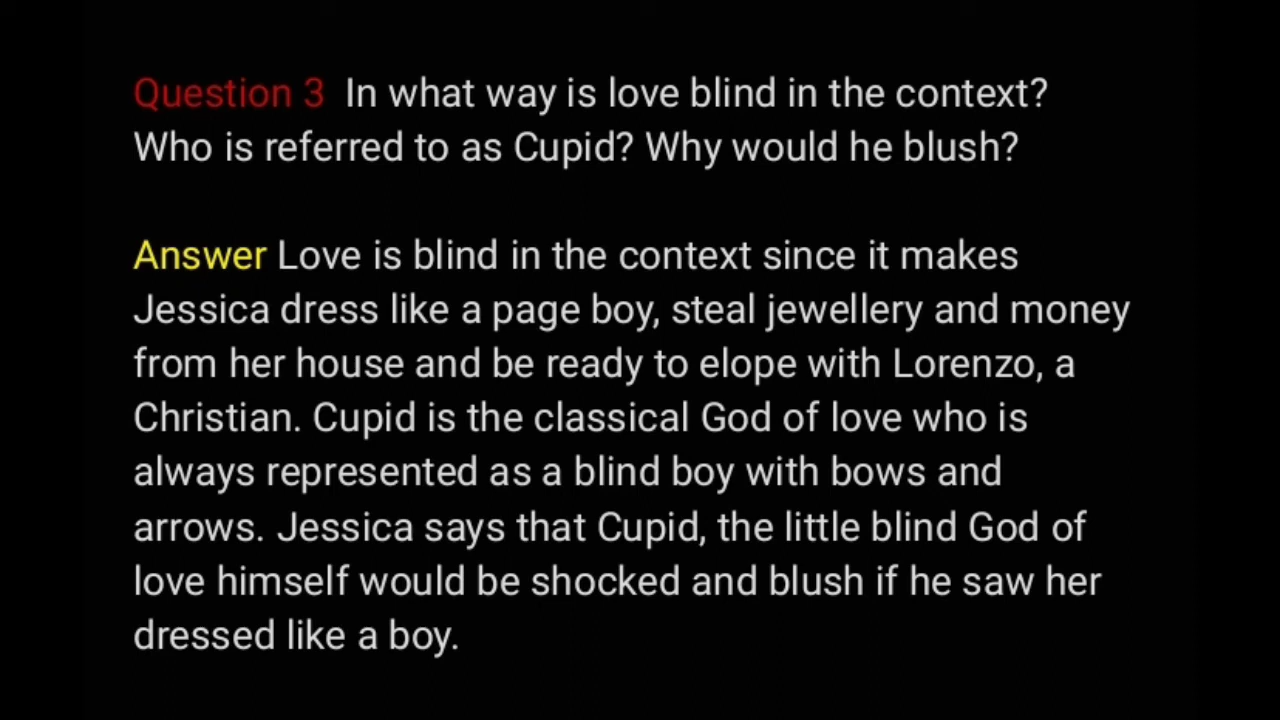 Question 3 In what way is love blind in the context?
Who is referred to as Cupid? Why would he blush?
Answer Love is blind in the context since it makes
Jessica dress like a page boy, steal jewellery and money
from her house and be ready to elope with Lorenzo, a
Christian. Cupid is the classical God of love who is
always represented as a blind boy with bows and
arrows. Jessica says that Cupid, the little blind God of
love himself would be shocked and blush if he saw her
dressed like a boy.